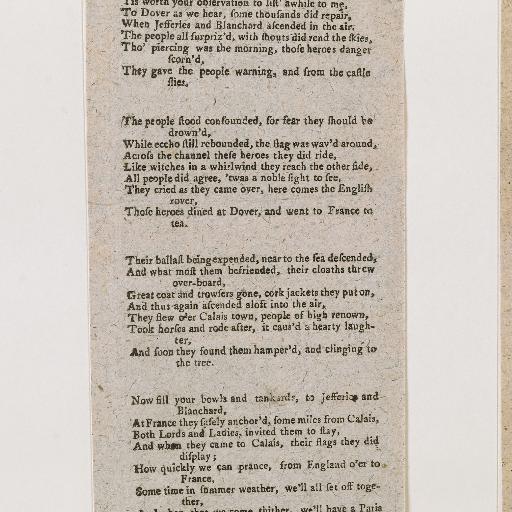 'Tis worth your observation to list' awhile to me,
To Dover as we hear, some thousands did repair,
When Jefferies and Blanchard ascended in the air,
The people all surpriz'd, with shouts did rend the skies,
Tho' piercing was the morning, those heroes danger
scorn'd,
They gave the people warning, and from the castle
flies.
The people stood confounded, for fear they should be
drown'd,
While eccho still rebounded, the flag was wav'd around,
Across the channel these heroes they did ride,
Like witches in a whirlwind they reach the other side,
All people did agree, 'twas a noble sight to see,
They cried as they came over, here comes the English
rover,
Those heroes dined at Dover, and went to France to
tea.
Their ballast being expended, near to the sea descended,
And what most them befriended, their cloaths threw
over-board,
Great coat and trowsers gone, cork jackets they put on,
And thus again ascended aloft into the air,
They flew o'er Calais town, people of high renown,
Took horses and rode after, it caus'd a hearty laugh-
ter,
And soon they found them hamper'd, and clinging to
the tree.
Now fill your bowls and tankards, to Jefferies and
Blanchard,
At France they safely anchor'd, some miles from Calais,
Both Lords and Ladies, invited them to stay,
And when they came to Calais, their flags they did
display;
How quickly we can prance, from England o'er to
France,
Some time in sommer weather, we'll all set off toge-
ther,
thither, we'll have a Paris